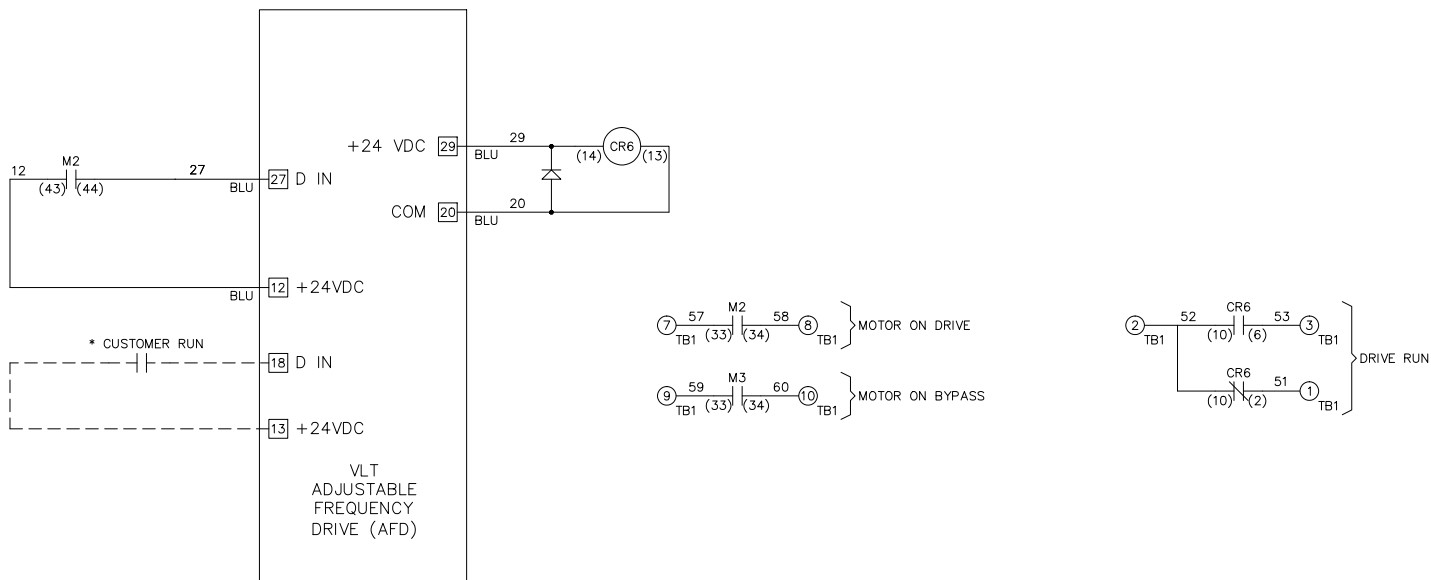 12
M2
(43) (44)
27
BLU
27 D IN
12 +24VDC
BLU
* CUSTOMER RUN
18 D IN
13 +24VDC
VLT
ADJUSTABLE
FREQUENCY
DRIVE (AFD)
+24 VDC 29
BLU
29
(14) CR6 (13)
COM 20
BLU
20
7 57 M2 58 8
TB1 (33) (34) TB1
MOTOR ON DRIVE
9 59 M3 60 10
TB1 (33) (34) TB1
MOTOR ON BYPASS
2 52 CR6 53 3
TB1 (10) (6) TB1
DRIVE RUN
CR6 51 1
(10) (2) TB1